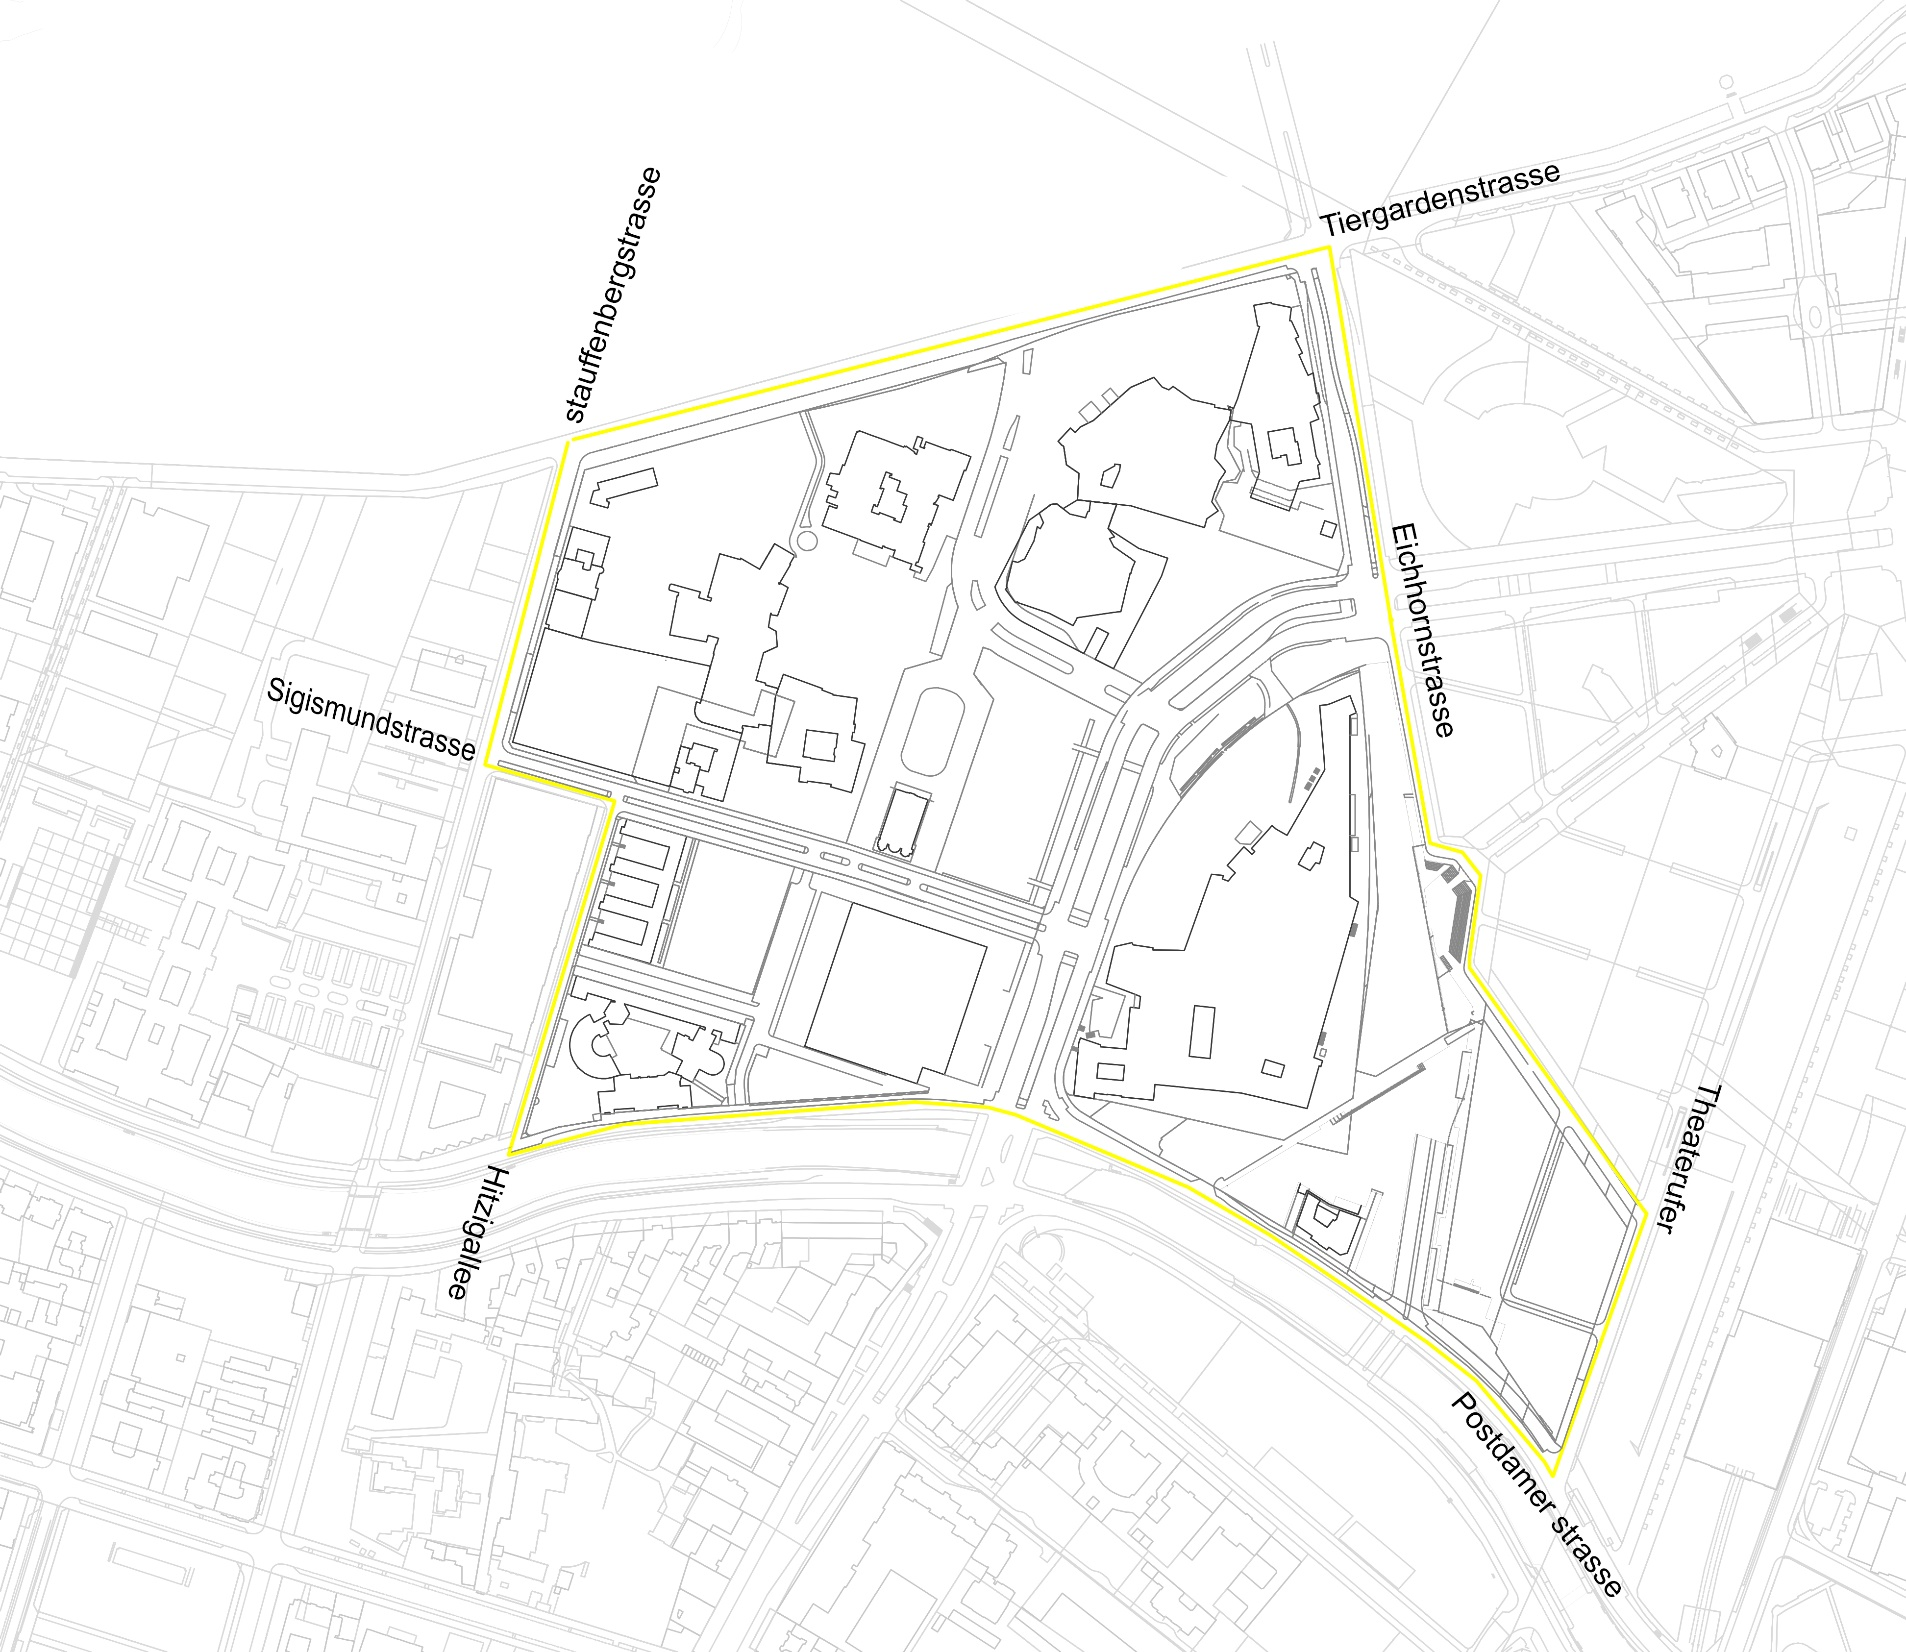 Tiergardenstrasse
stauffenbergstrasse
Eichhornstrasse
Sigismundstrasse
Theaterufer
Hitzigallee
Postdamer strasse